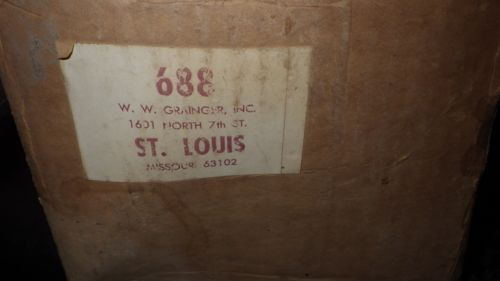 688
W. W. GRAINGER, INC.
1601 NORTH 7th ST.
ST. LOUIS
MISSOURI 63102